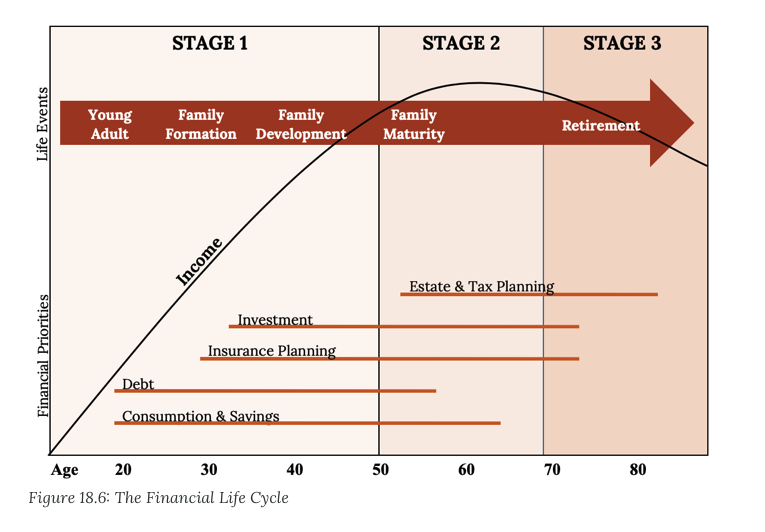 STAGE 1
STAGE 2
STAGE 3
Life Events
Young
Adult
Family
Formation
Family
Development
Family
Maturity
Retirement
Income
Financial Priorities
Estate & Tax Planning
Investment
Insurance Planning
Debt
Consumption & Savings
Age 20 30 40 50 60 70 80
Figure 18.6: The Financial Life Cycle